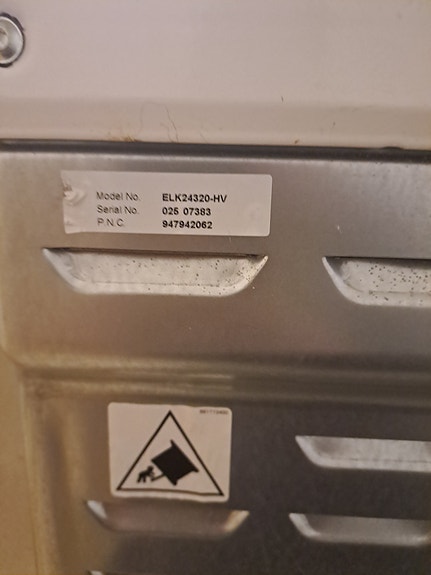 Model No. ELK24320-HV
Serial No. 025 07383
P.N.C. 947942062